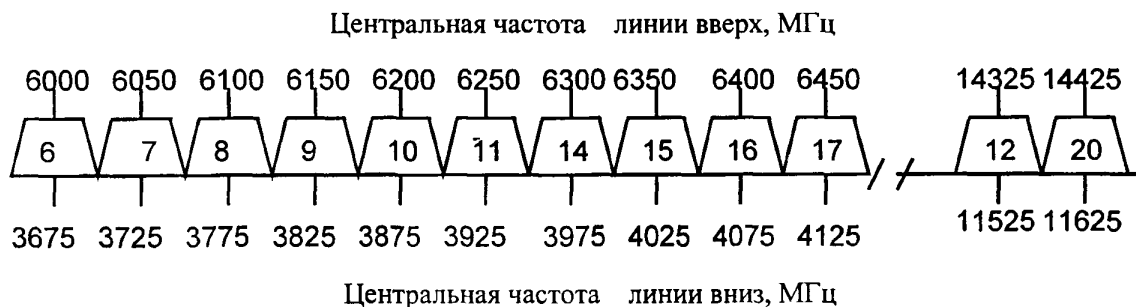 Центральная частота линии вверх, МГц
6000 6050 6100 6150 6200 6250 6300 6350 6400 6450 14325 14425
6 7 8 9 10 11 14 15 16 17 12 20
3675 3725 3775 3825 3875 3925 3975 4025 4075 4125 11525 11625
Центральная частота линии вниз, МГц